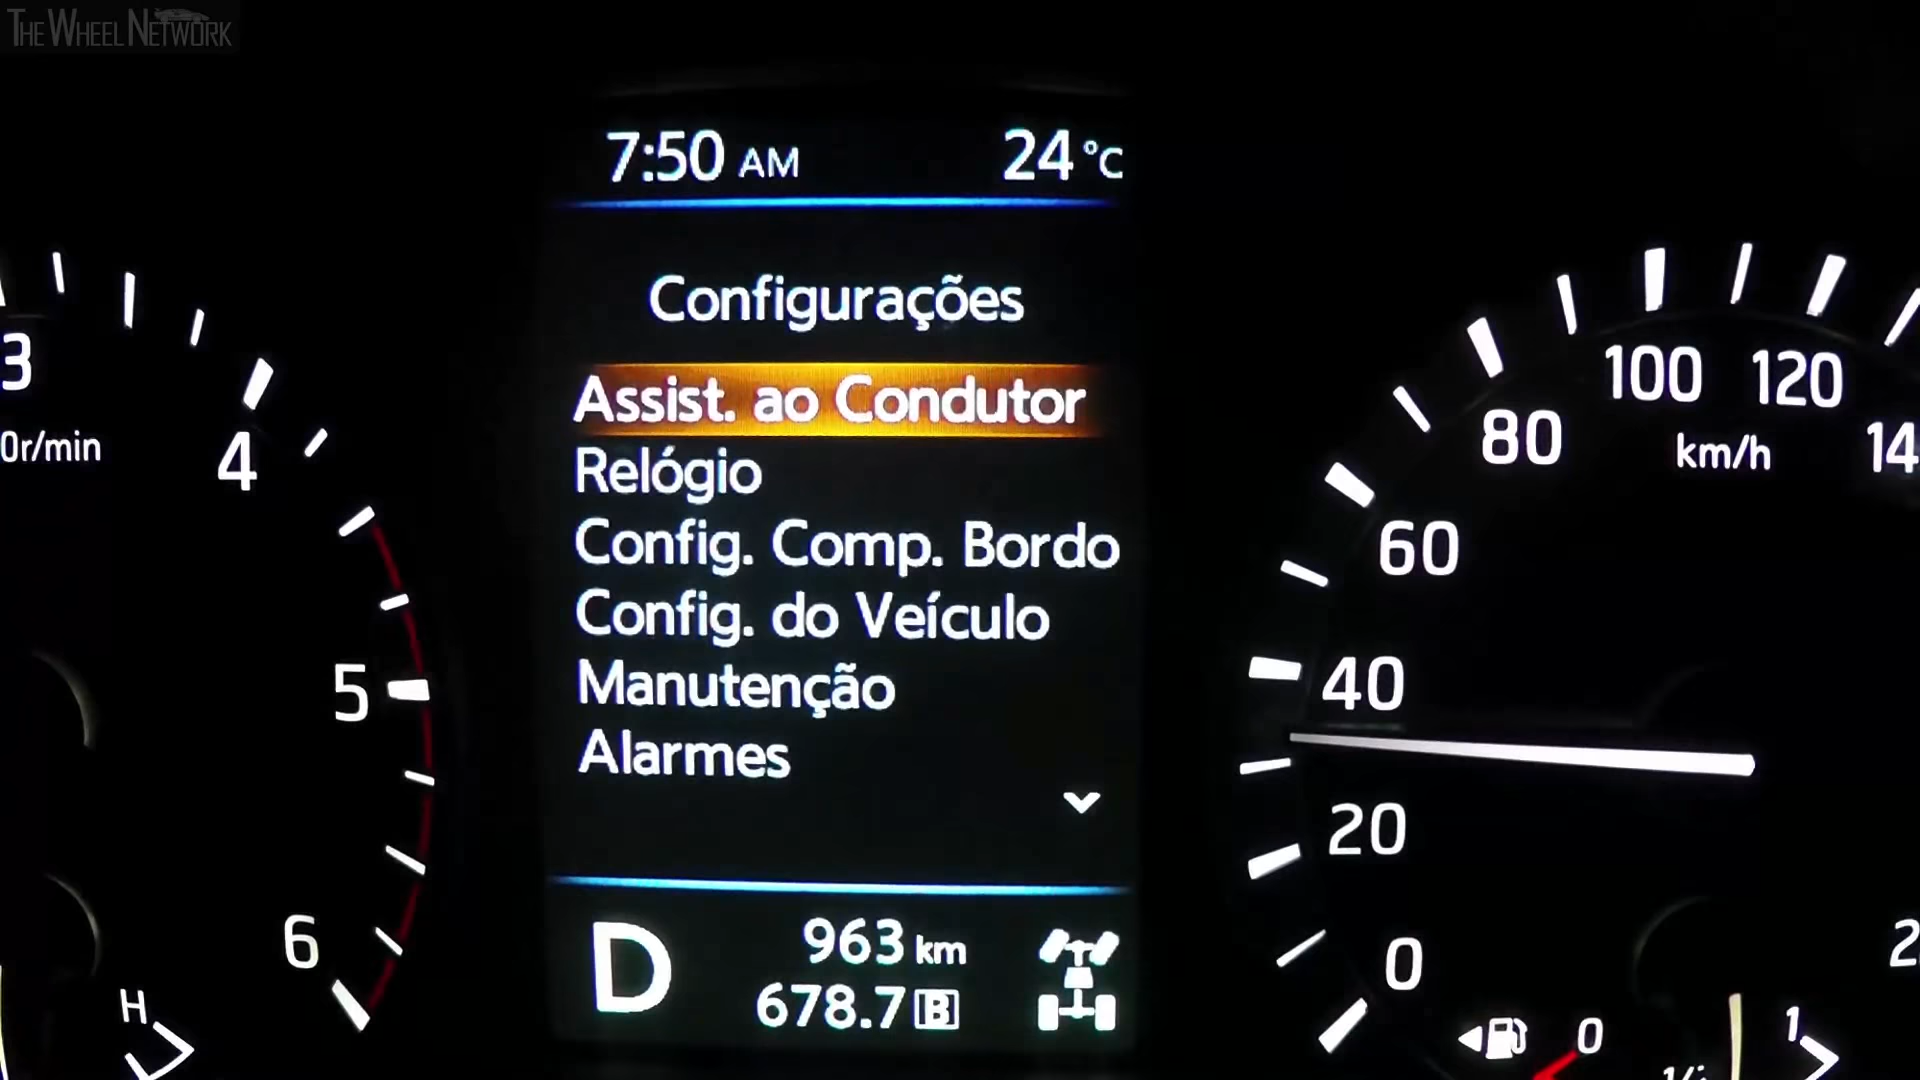 THE WHEEL NETWORK
7:50 AM 24 °C
Configurações
Assist. ao Condutor
Relógio
Config. Comp. Bordo
Config. do Veículo
Manutenção
Alarmes
D 963 km
678.7 B
3
0r/min
4
5
6
H
100 120
80 km/h
60
40
20
0
0 1